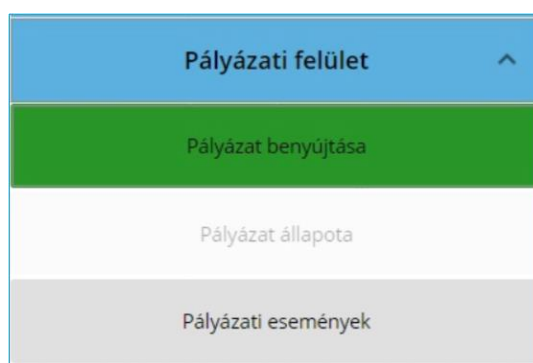 Pályázati felület
Pályázat benyújtása
Pályázat állapota
Pályázati események